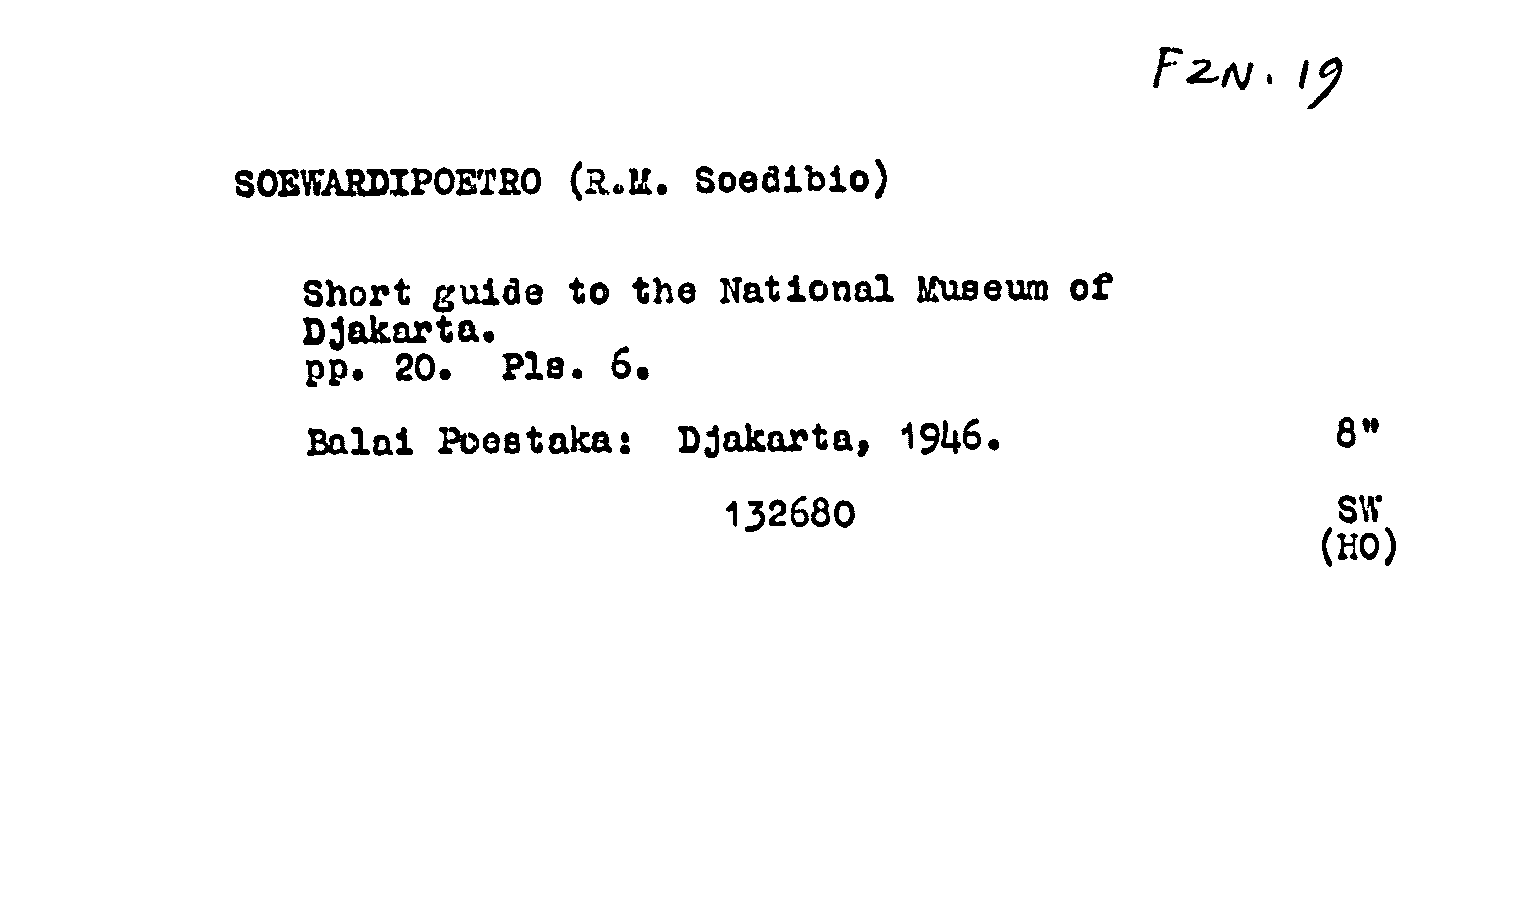 FZN. 19
SOEWARDIPOETRO (R.M. Soedibio)
Short guide to the National Museum of
Djakarta.
pp. 20. Pls. 6.
Balai Poestaka: Djakarta, 1946. 8"
132680 SW
(HO)